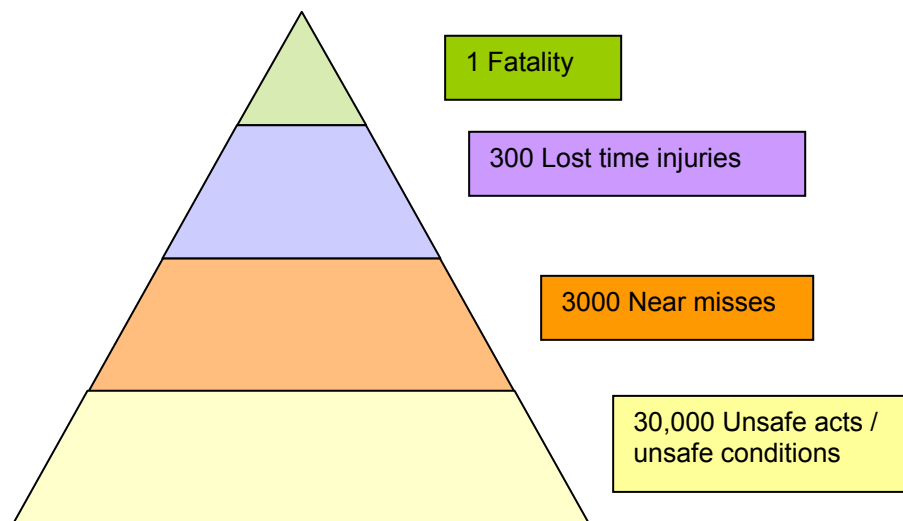 1 Fatality
300 Lost time injuries
3000 Near misses
30,000 Unsafe acts /
unsafe conditions